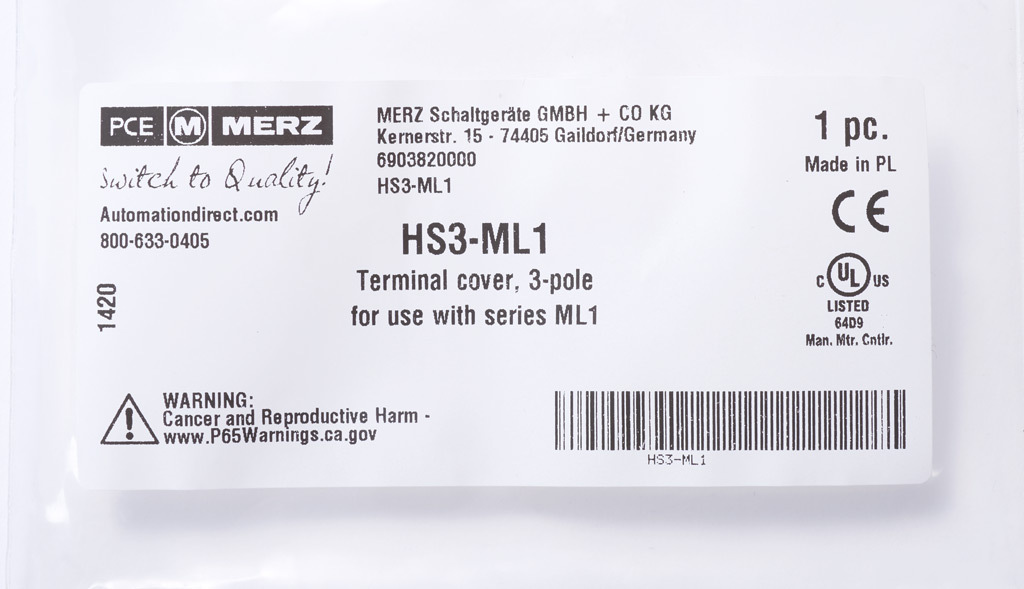 PCE M MERZ
switch to Quality!
Automationdirect.com
800-633-0405
1420
MERZ Schaltgeräte GMBH + CO KG
Kernerstr. 15 - 74405 Gaildorf/Germany
6903820000
HS3-ML1
HS3-ML1
Terminal cover, 3-pole
for use with series ML1
1 pc.
Made in PL
CE
C UL US
LISTED
64D9
Man. Mtr. Cntlr.
WARNING:
Cancer and Reproductive Harm -
www.P65Warnings.ca.gov
HS3-ML1